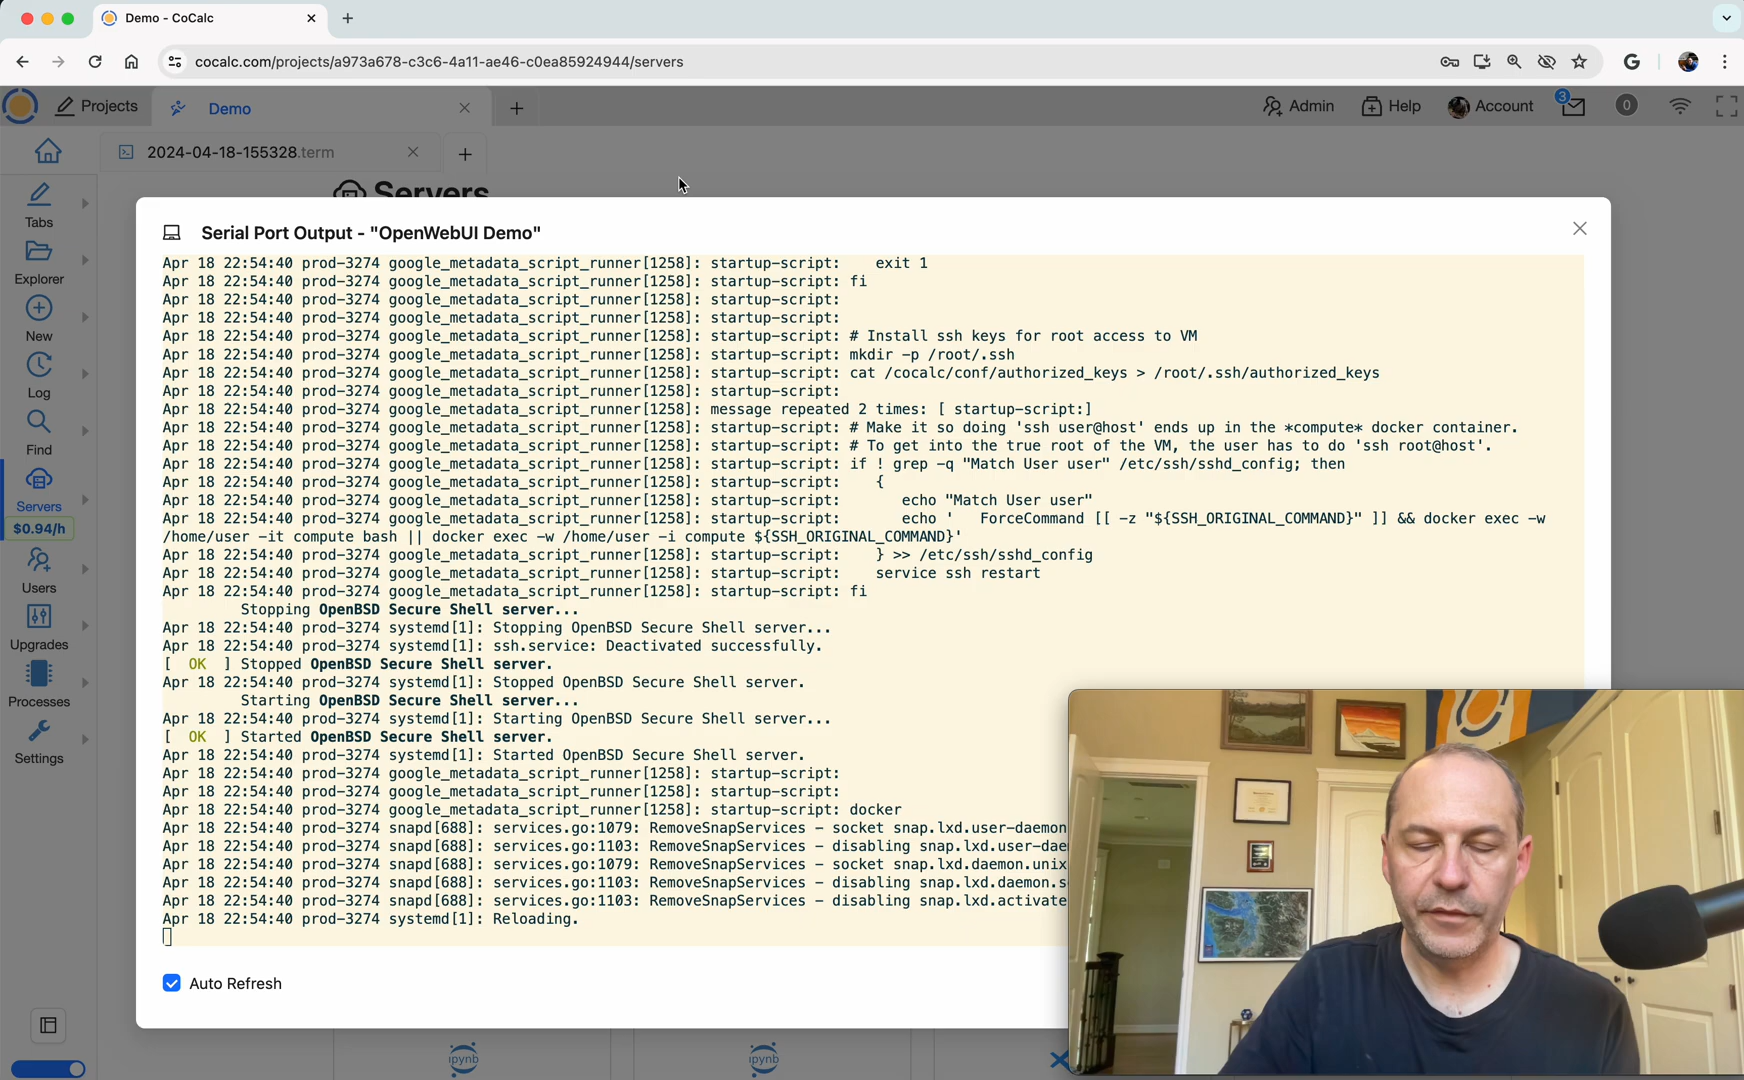 Demo - CoCalc
cocalc.com/projects/a973a678-c3c6-4a11-ae46-c0ea85924944/servers
Projects
Demo
Admin
Help
Account
3
0
2024-04-18-155328.term
Servers
Tabs
Explorer
New
Log
Find
Servers
$0.94/h
Users
Upgrades
Processes
Settings
Serial Port Output - "OpenWebUI Demo"
Apr 18 22:54:40 prod-3274 google_metadata_script_runner[1258]: startup-script:    exit 1
Apr 18 22:54:40 prod-3274 google_metadata_script_runner[1258]: startup-script: fi
Apr 18 22:54:40 prod-3274 google_metadata_script_runner[1258]: startup-script:
Apr 18 22:54:40 prod-3274 google_metadata_script_runner[1258]: startup-script:
Apr 18 22:54:40 prod-3274 google_metadata_script_runner[1258]: startup-script: # Install ssh keys for root access to VM
Apr 18 22:54:40 prod-3274 google_metadata_script_runner[1258]: startup-script: mkdir -p /root/.ssh
Apr 18 22:54:40 prod-3274 google_metadata_script_runner[1258]: startup-script: cat /cocalc/conf/authorized_keys > /root/.ssh/authorized_keys
Apr 18 22:54:40 prod-3274 google_metadata_script_runner[1258]: startup-script:
Apr 18 22:54:40 prod-3274 google_metadata_script_runner[1258]: message repeated 2 times: [ startup-script:]
Apr 18 22:54:40 prod-3274 google_metadata_script_runner[1258]: startup-script: # Make it so doing 'ssh user@host' ends up in the *compute* docker container.
Apr 18 22:54:40 prod-3274 google_metadata_script_runner[1258]: startup-script: # To get into the true root of the VM, the user has to do 'ssh root@host'.
Apr 18 22:54:40 prod-3274 google_metadata_script_runner[1258]: startup-script: if ! grep -q "Match User user" /etc/ssh/sshd_config; then
Apr 18 22:54:40 prod-3274 google_metadata_script_runner[1258]: startup-script:    {
Apr 18 22:54:40 prod-3274 google_metadata_script_runner[1258]: startup-script:       echo "Match User user"
Apr 18 22:54:40 prod-3274 google_metadata_script_runner[1258]: startup-script:       echo '   ForceCommand [[ -z "${SSH_ORIGINAL_COMMAND}" ]] && docker exec -w
/home/user -it compute bash || docker exec -w /home/user -i compute ${SSH_ORIGINAL_COMMAND}'
Apr 18 22:54:40 prod-3274 google_metadata_script_runner[1258]: startup-script:    } >> /etc/ssh/sshd_config
Apr 18 22:54:40 prod-3274 google_metadata_script_runner[1258]: startup-script:    service ssh restart
Apr 18 22:54:40 prod-3274 google_metadata_script_runner[1258]: startup-script: fi
Stopping OpenBSD Secure Shell server...
Apr 18 22:54:40 prod-3274 systemd[1]: Stopping OpenBSD Secure Shell server...
Apr 18 22:54:40 prod-3274 systemd[1]: ssh.service: Deactivated successfully.
[  OK  ] Stopped OpenBSD Secure Shell server.
Apr 18 22:54:40 prod-3274 systemd[1]: Stopped OpenBSD Secure Shell server.
Starting OpenBSD Secure Shell server...
Apr 18 22:54:40 prod-3274 systemd[1]: Starting OpenBSD Secure Shell server...
[  OK  ] Started OpenBSD Secure Shell server.
Apr 18 22:54:40 prod-3274 systemd[1]: Started OpenBSD Secure Shell server.
Apr 18 22:54:40 prod-3274 google_metadata_script_runner[1258]: startup-script:
Apr 18 22:54:40 prod-3274 google_metadata_script_runner[1258]: startup-script:
Apr 18 22:54:40 prod-3274 google_metadata_script_runner[1258]: startup-script: docker
Apr 18 22:54:40 prod-3274 snapd[688]: services.go:1079: RemoveSnapServices - socket snap.lxd.user-daemon
Apr 18 22:54:40 prod-3274 snapd[688]: services.go:1103: RemoveSnapServices - disabling snap.lxd.user-dae
Apr 18 22:54:40 prod-3274 snapd[688]: services.go:1079: RemoveSnapServices - socket snap.lxd.daemon.unix
Apr 18 22:54:40 prod-3274 snapd[688]: services.go:1103: RemoveSnapServices - disabling snap.lxd.daemon.s
Apr 18 22:54:40 prod-3274 snapd[688]: services.go:1103: RemoveSnapServices - disabling snap.lxd.activate
Apr 18 22:54:40 prod-3274 systemd[1]: Reloading.
Auto Refresh
ipynb
ipynb